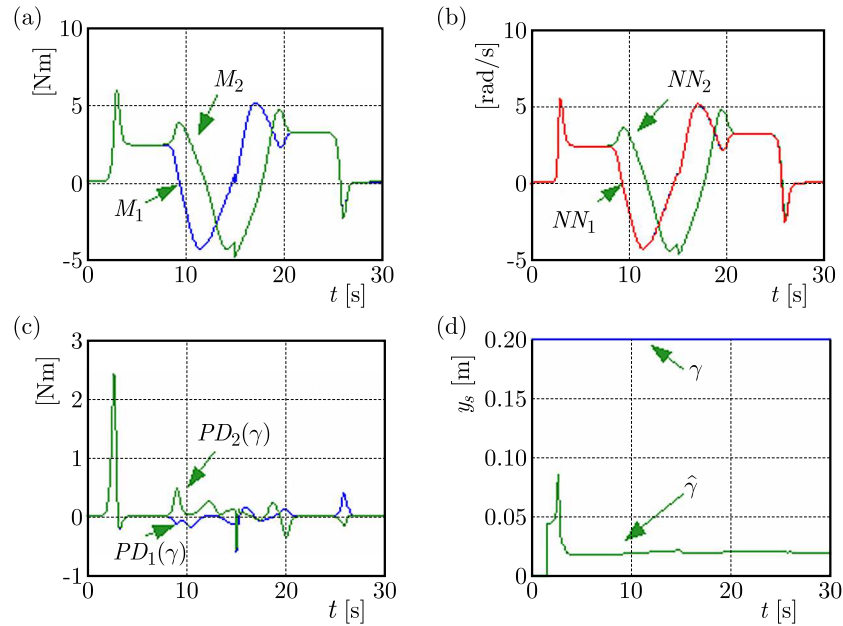 (a)
10
5
0
-5
[Nm]
M2
M1
0 10 20 30
t [s]
(b)
10
5
0
-5
[rad/s]
NN2
NN1
0 10 20 30
t [s]
(c)
3
2
1
0
-1
[Nm]
PD2(γ)
PD1(γ)
0 10 20 30
t [s]
(d)
0.20
0.15
0.20
0.05
0
ys [m]
γ
γ̂
0 10 20 30
t [s]